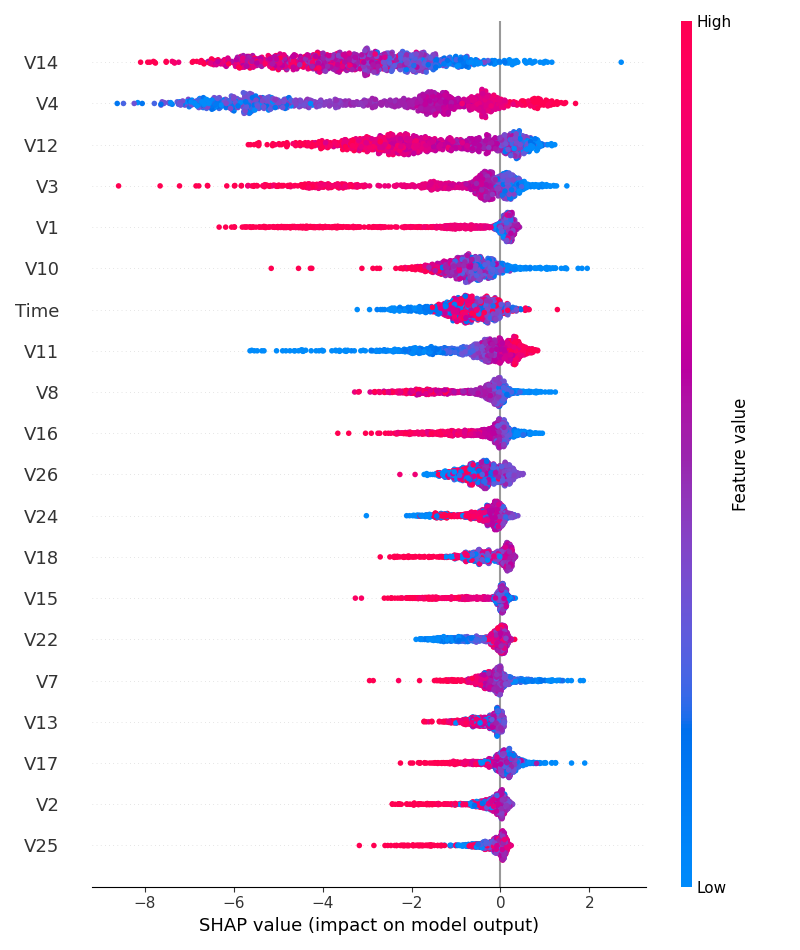 High
V14
V4
V12
V3
V1
V10
Time
V11
V8
V16
V26
V24
V18
V15
V22
V7
V13
V17
V2
V25
Feature value
Low
−8 −6 −4 −2 0 2
SHAP value (impact on model output)